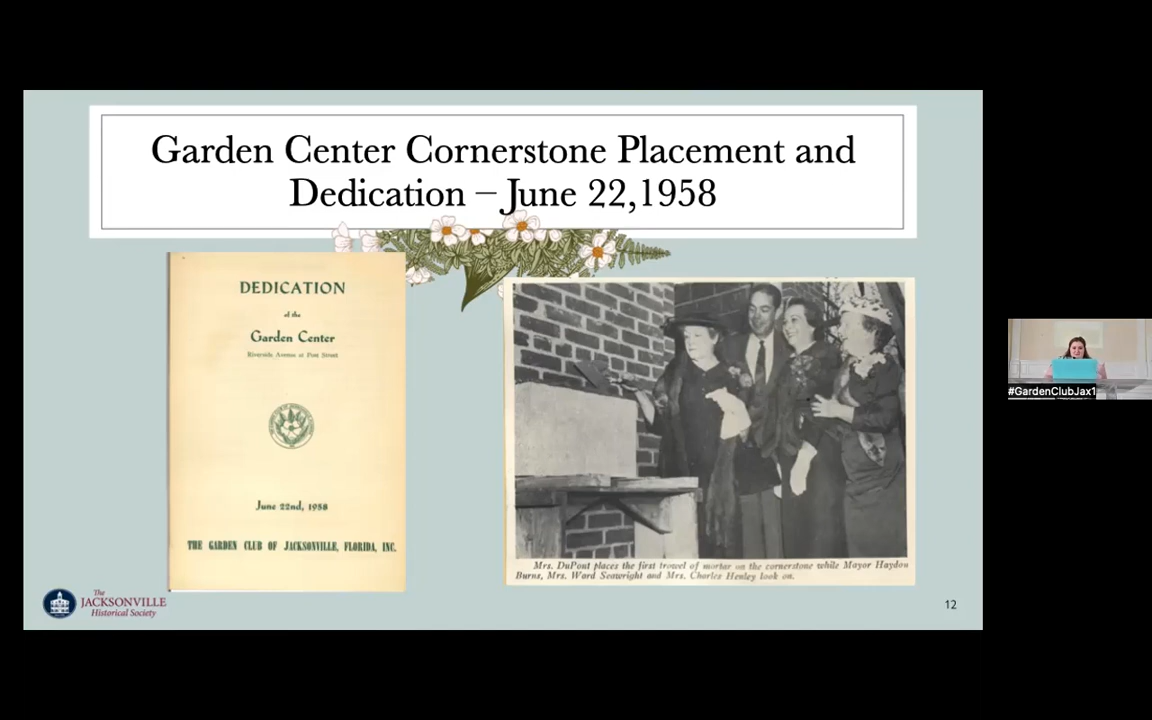 Garden Center Cornerstone Placement and
Dedication – June 22,1958
DEDICATION
of the
Garden Center
Riverside Avenue at Post Street
June 22nd, 1958
THE GARDEN CLUB OF JACKSONVILLE, FLORIDA, INC.
Mrs. DuPont places the first trowel of mortar on the cornerstone while Mayor Haydon
Burns, Mrs. Ward Seawright and Mrs. Charles Henley look on.
The
JACKSONVILLE
Historical Society
12
#GardenClubJax1